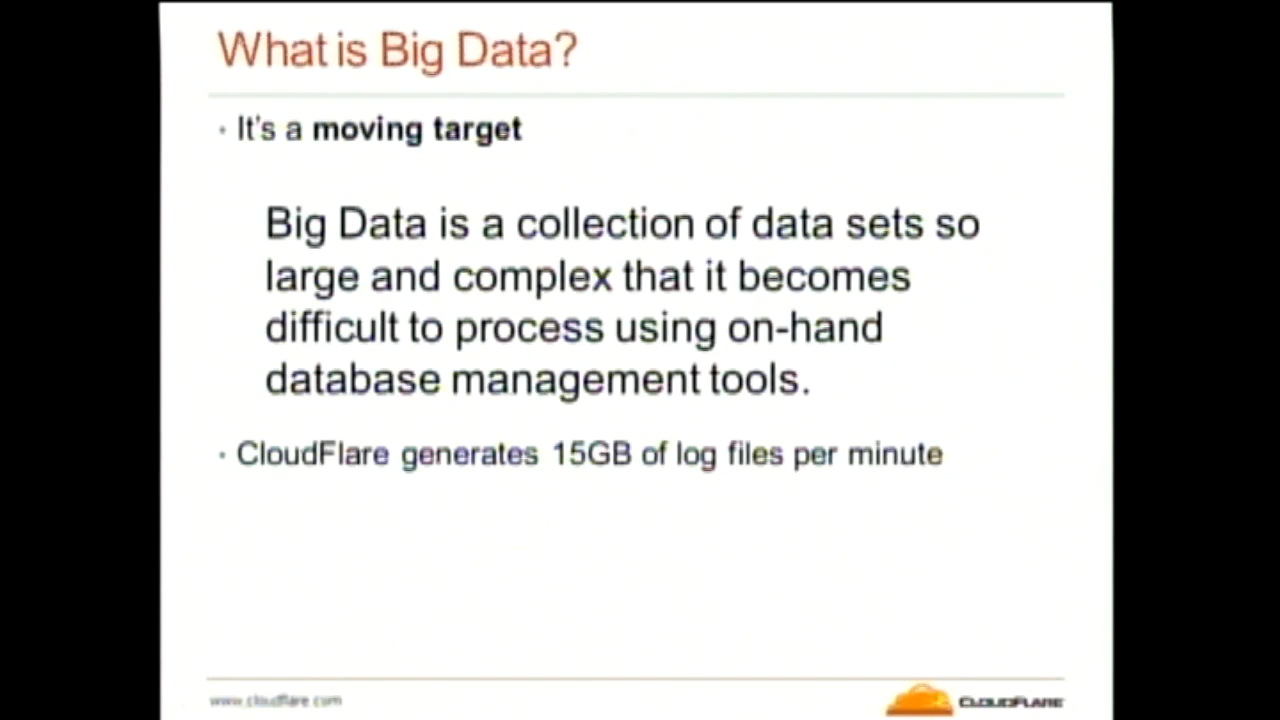 What is Big Data?
• It's a moving target
Big Data is a collection of data sets so
large and complex that it becomes
difficult to process using on-hand
database management tools.
• CloudFlare generates 15GB of log files per minute
www.cloudflare.com
CLOUDFLARE